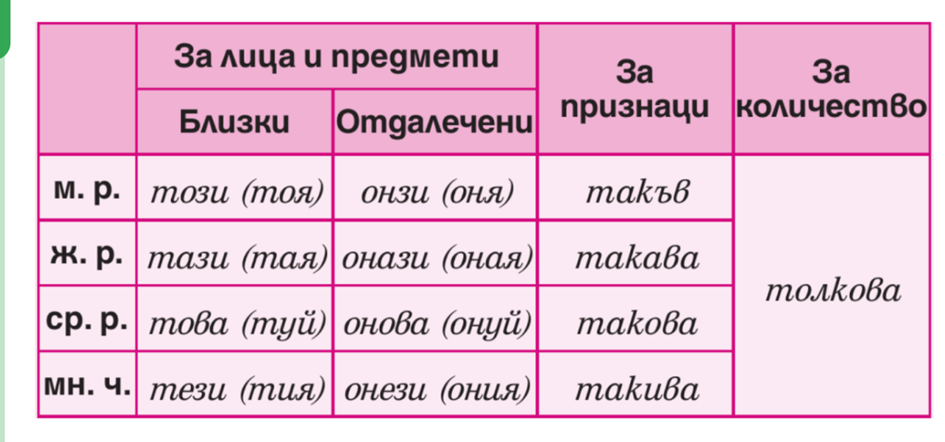 За лица и предмети
За признаци
За количество
Близки Отдалечени
м. р. този (тоя) онзи (оня) такъв
ж. р. тази (тая) онази (оная) такава
ср. р. това (туй) онова (онуй) такова
мн. ч. тези (тия) онези (ония) такива
толкова